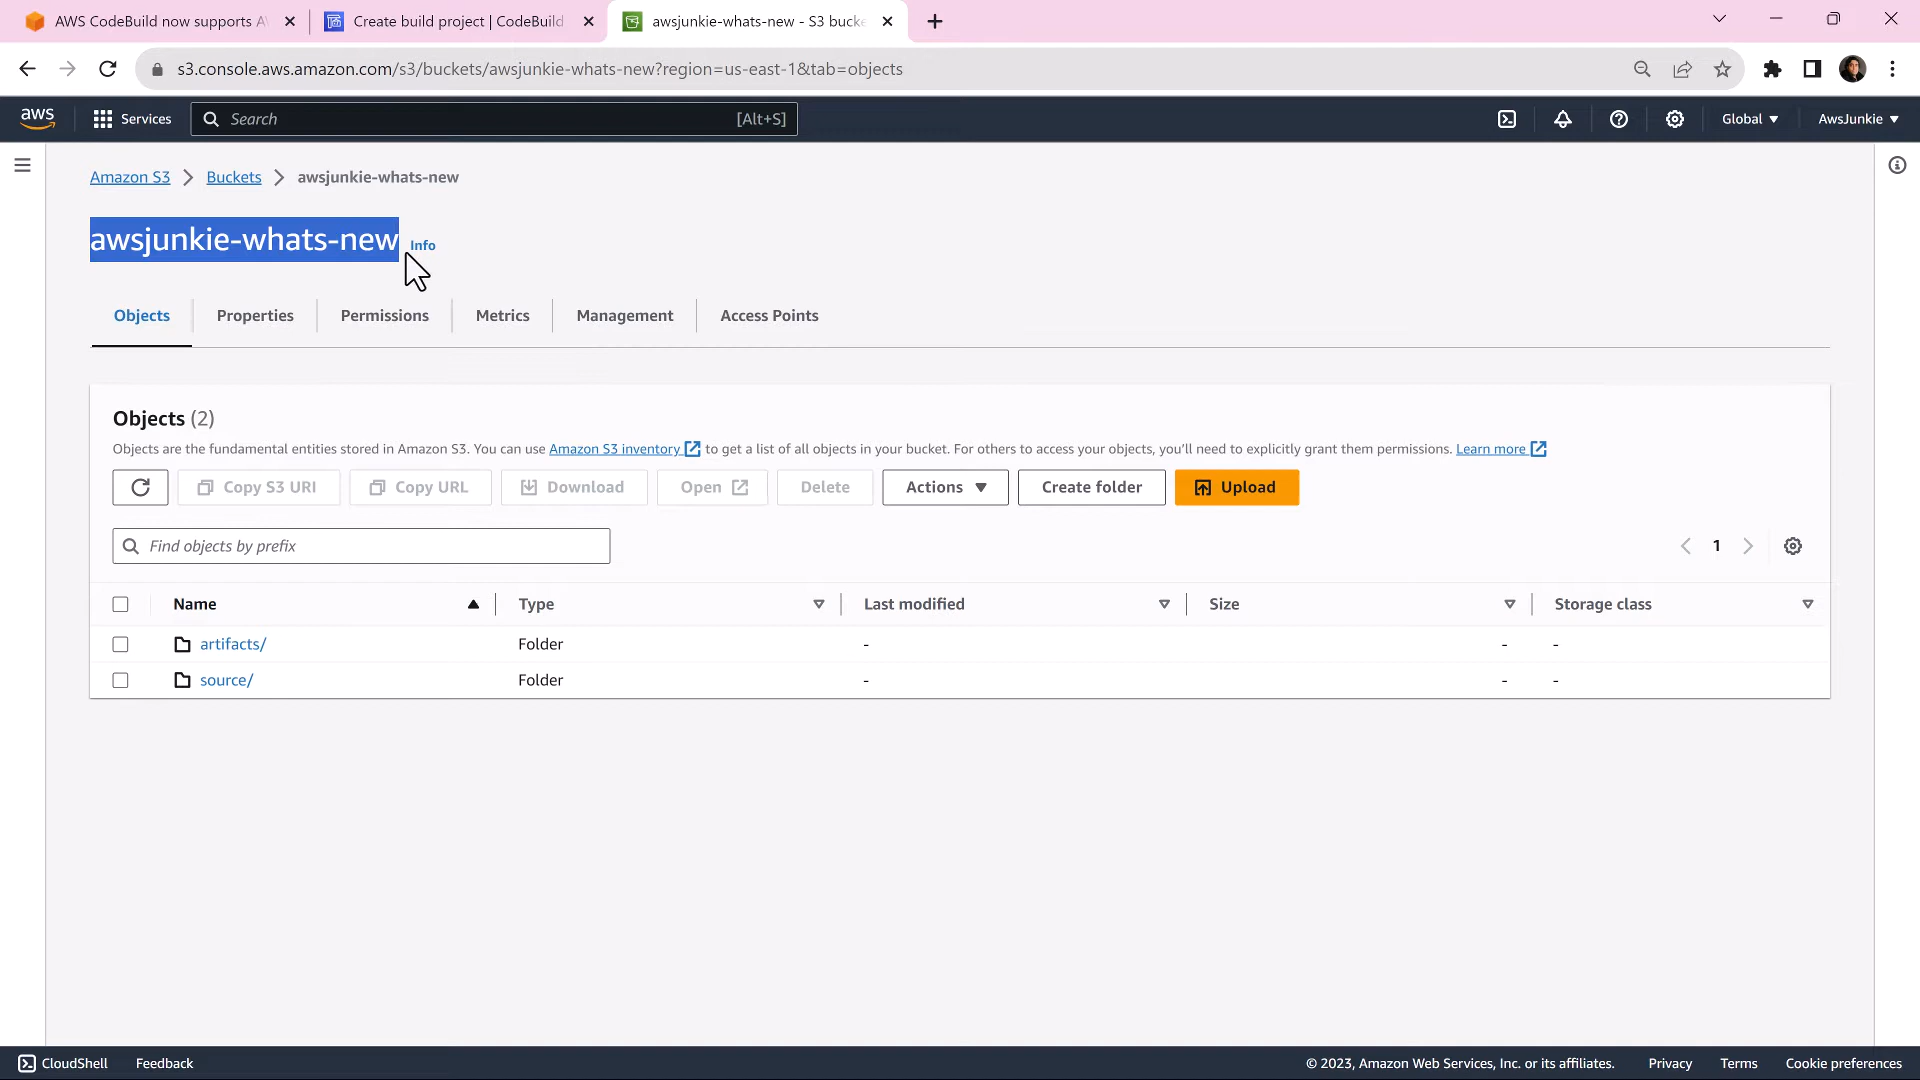 AWS CodeBuild now supports A
Create build project | CodeBuild
awsjunkie-whats-new - S3 bucke
s3.console.aws.amazon.com/s3/buckets/awsjunkie-whats-new?region=us-east-1&tab=objects
aws Services Search [Alt+S] Global AwsJunkie
Amazon S3 Buckets awsjunkie-whats-new
awsjunkie-whats-new Info
Objects Properties Permissions Metrics Management Access Points
Objects (2)
Objects are the fundamental entities stored in Amazon S3. You can use Amazon S3 inventory to get a list of all objects in your bucket. For others to access your objects, you'll need to explicitly grant them permissions. Learn more
Copy S3 URI Copy URL Download Open Delete Actions Create folder Upload
Find objects by prefix 1
Name Type Last modified Size Storage class
artifacts/ Folder - - -
source/ Folder - - -
CloudShell Feedback © 2023, Amazon Web Services, Inc. or its affiliates. Privacy Terms Cookie preferences